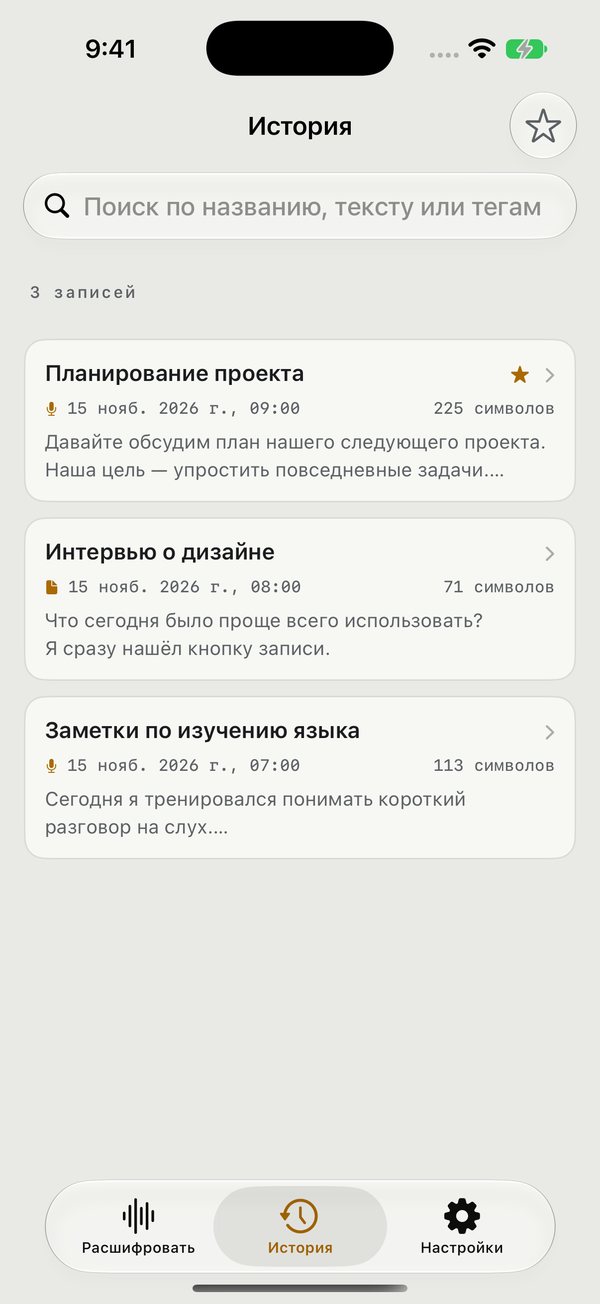 9:41
История
Поиск по названию, тексту или тегам
3 записей
Планирование проекта
15 нояб. 2026 г., 09:00 225 символов
Давайте обсудим план нашего следующего проекта.
Наша цель — упростить повседневные задачи....
Интервью о дизайне
15 нояб. 2026 г., 08:00 71 символов
Что сегодня было проще всего использовать?
Я сразу нашёл кнопку записи.
Заметки по изучению языка
15 нояб. 2026 г., 07:00 113 символов
Сегодня я тренировался понимать короткий
разговор на слух....
Расшифровать История Настройки